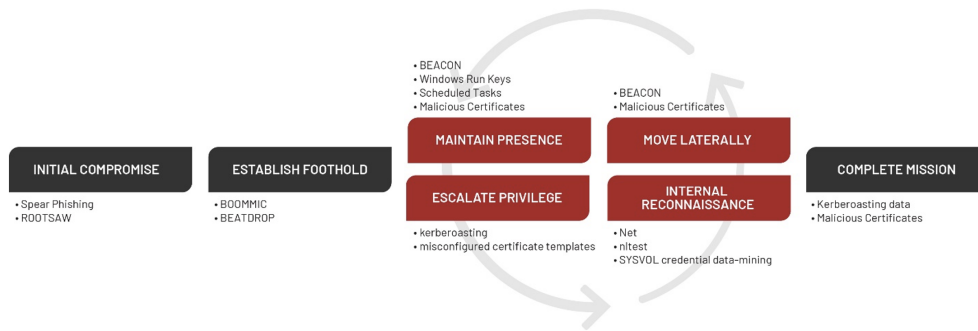 • BEACON
• Windows Run Keys
• Scheduled Tasks
• Malicious Certificates
• BEACON
• Malicious Certificates
MAINTAIN PRESENCE
MOVE LATERALLY
INITIAL COMPROMISE
ESTABLISH FOOTHOLD
COMPLETE MISSION
ESCALATE PRIVILEGE
INTERNAL
RECONNAISSANCE
• Spear Phishing
• ROOTSAW
• BOOMMIC
• BEATDROP
• kerberoasting
• misconfigured certificate templates
• Net
• nltest
• SYSVOL credential data-mining
• Kerberoasting data
• Malicious Certificates